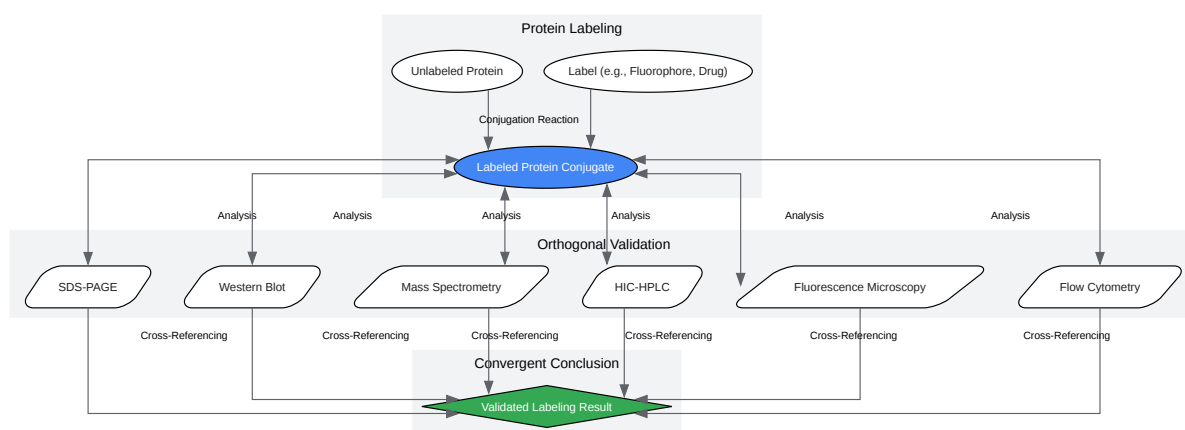 Protein Labeling
Unlabeled Protein
Label (e.g., Fluorophore, Drug)
Conjugation Reaction
Labeled Protein Conjugate
Analysis
Analysis
Analysis
Analysis
Analysis
Analysis
Orthogonal Validation
SDS-PAGE
Western Blot
Mass Spectrometry
HIC-HPLC
Fluorescence Microscopy
Flow Cytometry
Cross-Referencing
Cross-Referencing
Cross-Referencing
Cross-Referencing
Cross-Referencing
Cross-Referencing
Convergent Conclusion
Validated Labeling Result